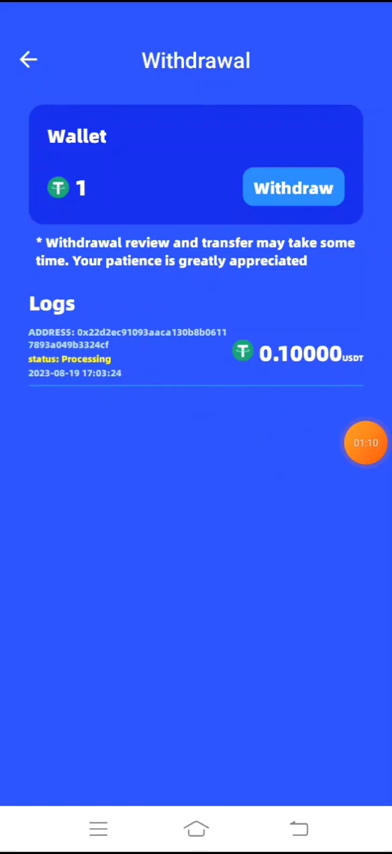 Withdrawal
Wallet
1
Withdraw
* Withdrawal review and transfer may take some
time. Your patience is greatly appreciated
Logs
ADDRESS: 0x22d2ec91093aaca130b8b0611
7893a049b3324cf
0.10000USDT
status: Processing
2023-08-19 17:03:24
01:10